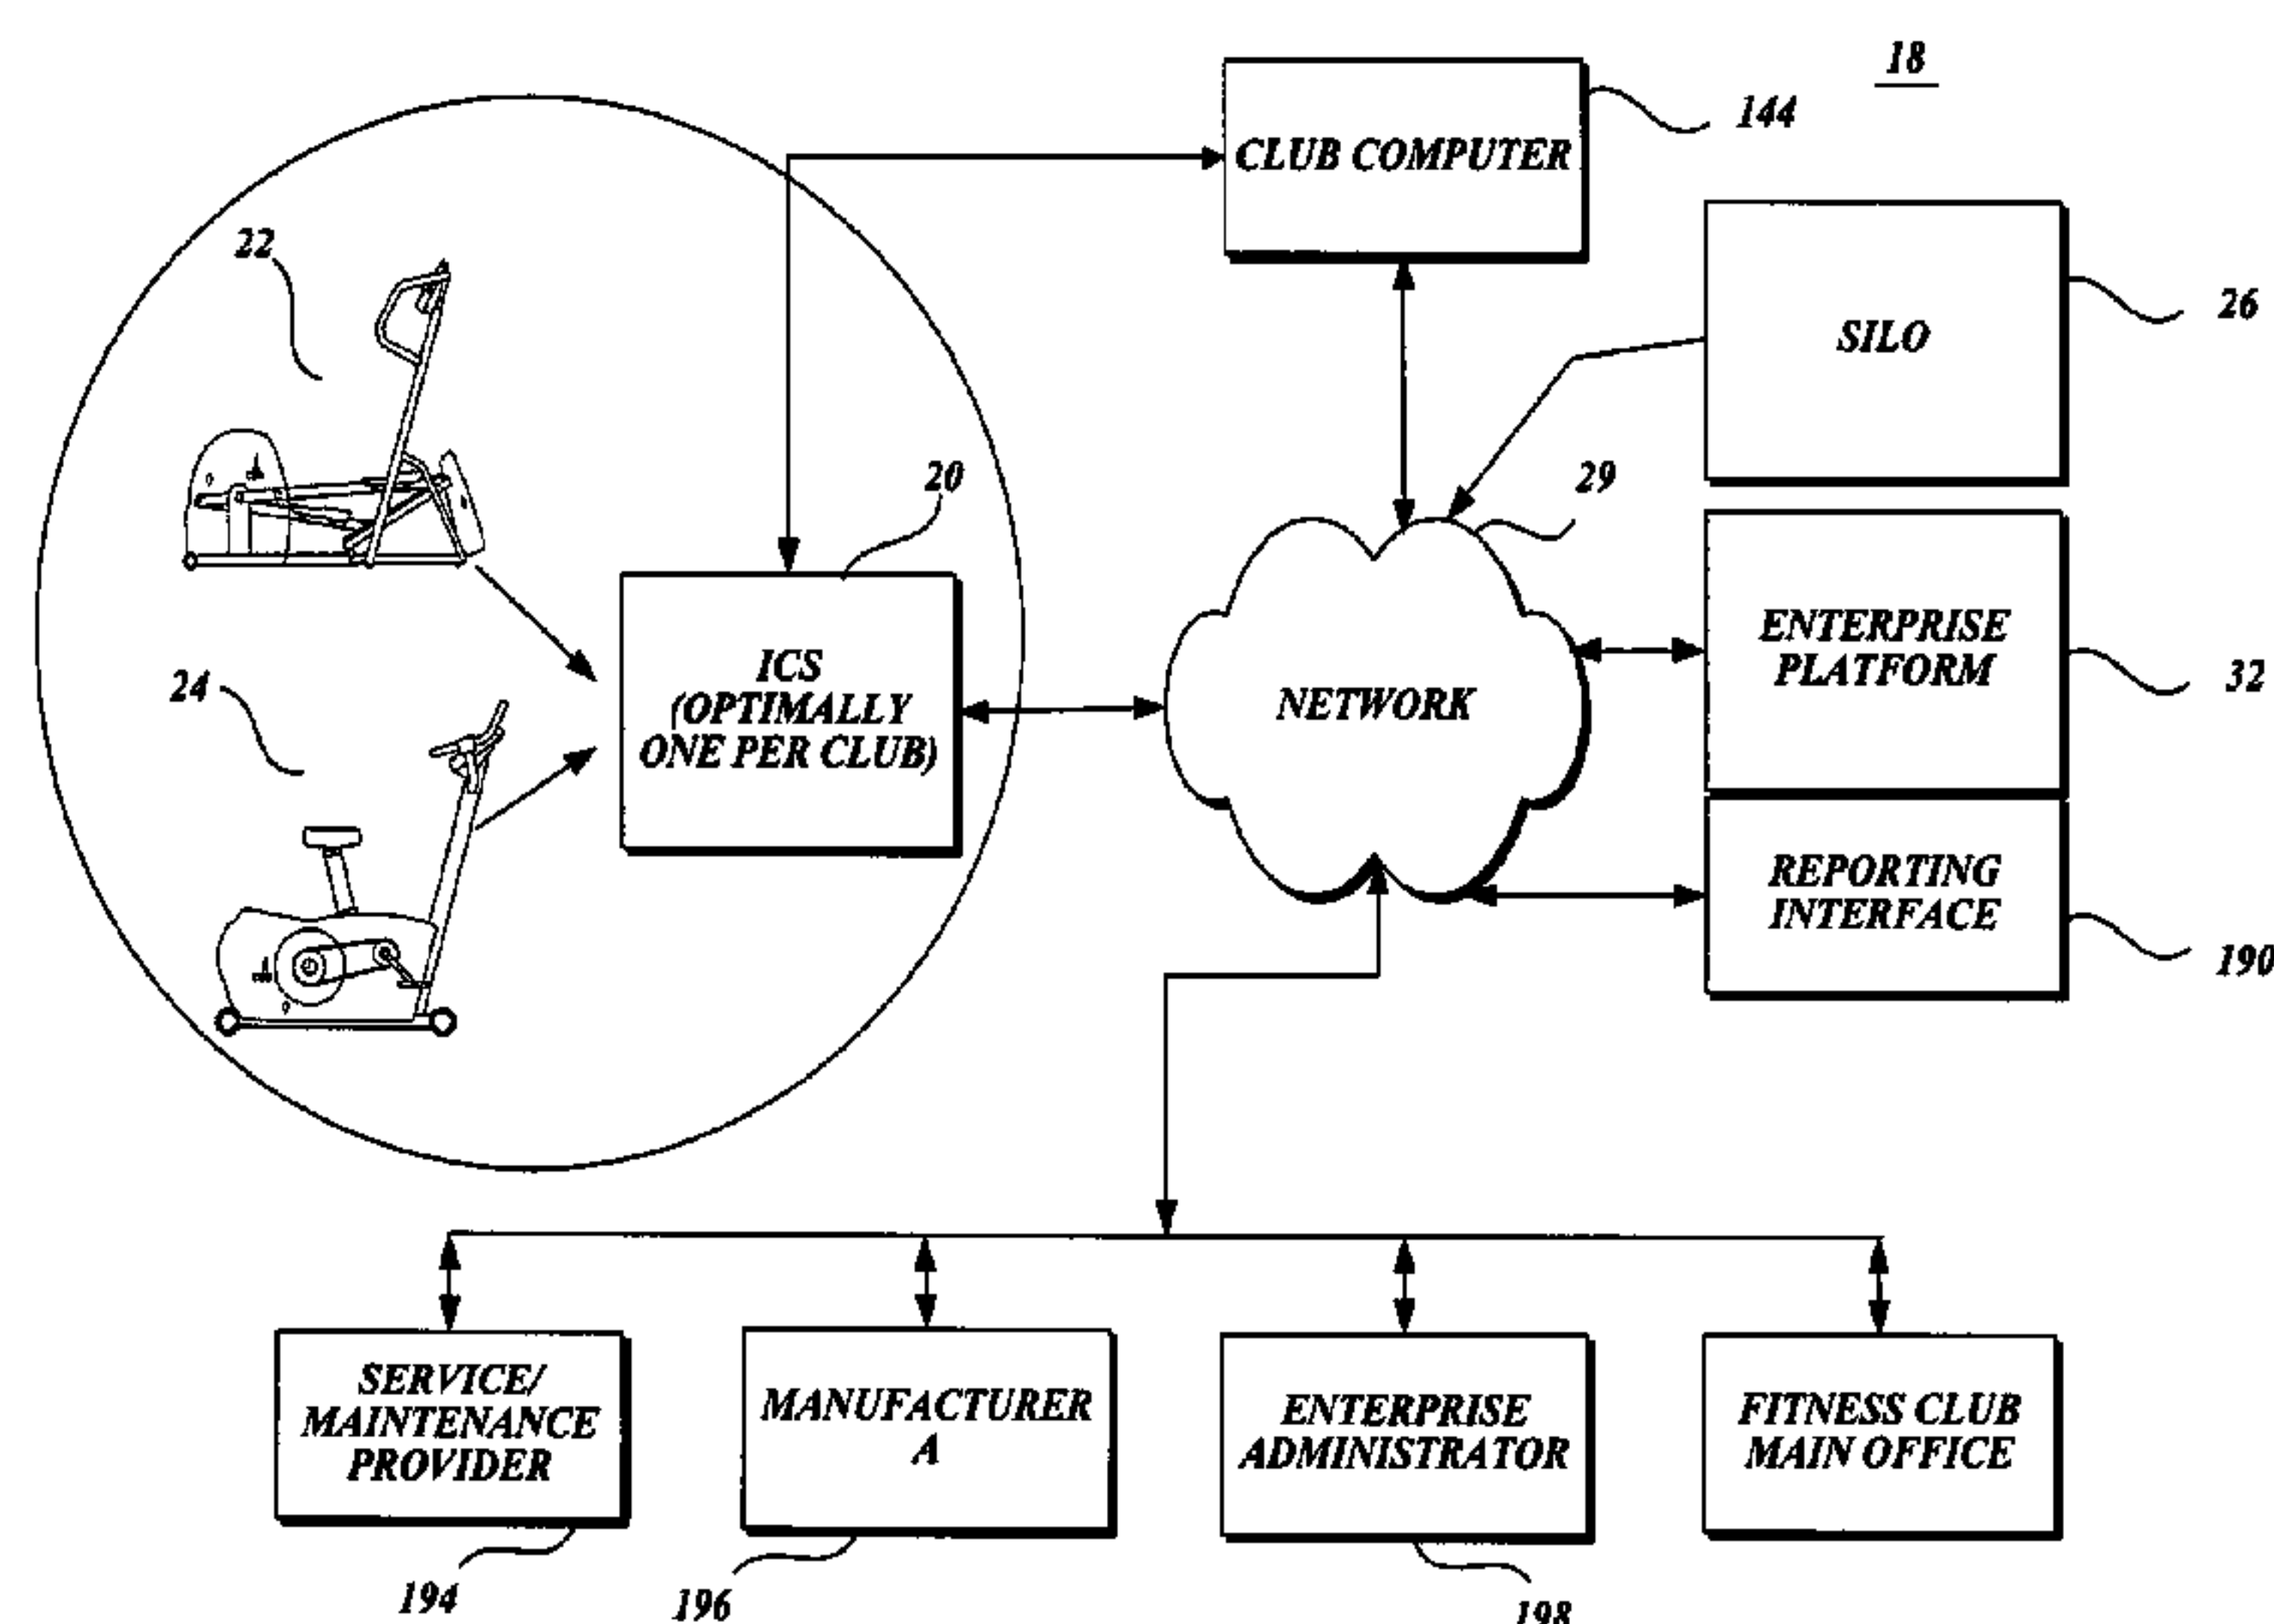 18
144
CLUB COMPUTER
22
26
SILO
20
29
ENTERPRISE
PLATFORM
32
ICS
(OPTIMALLY
ONE PER CLUB)
24
NETWORK
REPORTING
INTERFACE
190
SERVICE/
MAINTENANCE
PROVIDER
MANUFACTURER
A
ENTERPRISE
ADMINISTRATOR
FITNESS CLUB
MAIN OFFICE
194
196
198